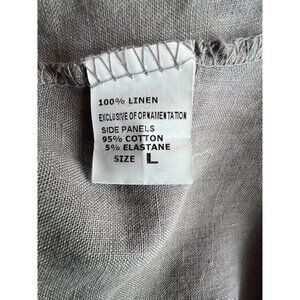 100% LINEN
EXCLUSIVE OF ORNAMENTATION
SIDE PANELS
95% COTTON
5% ELASTANE
SIZE L